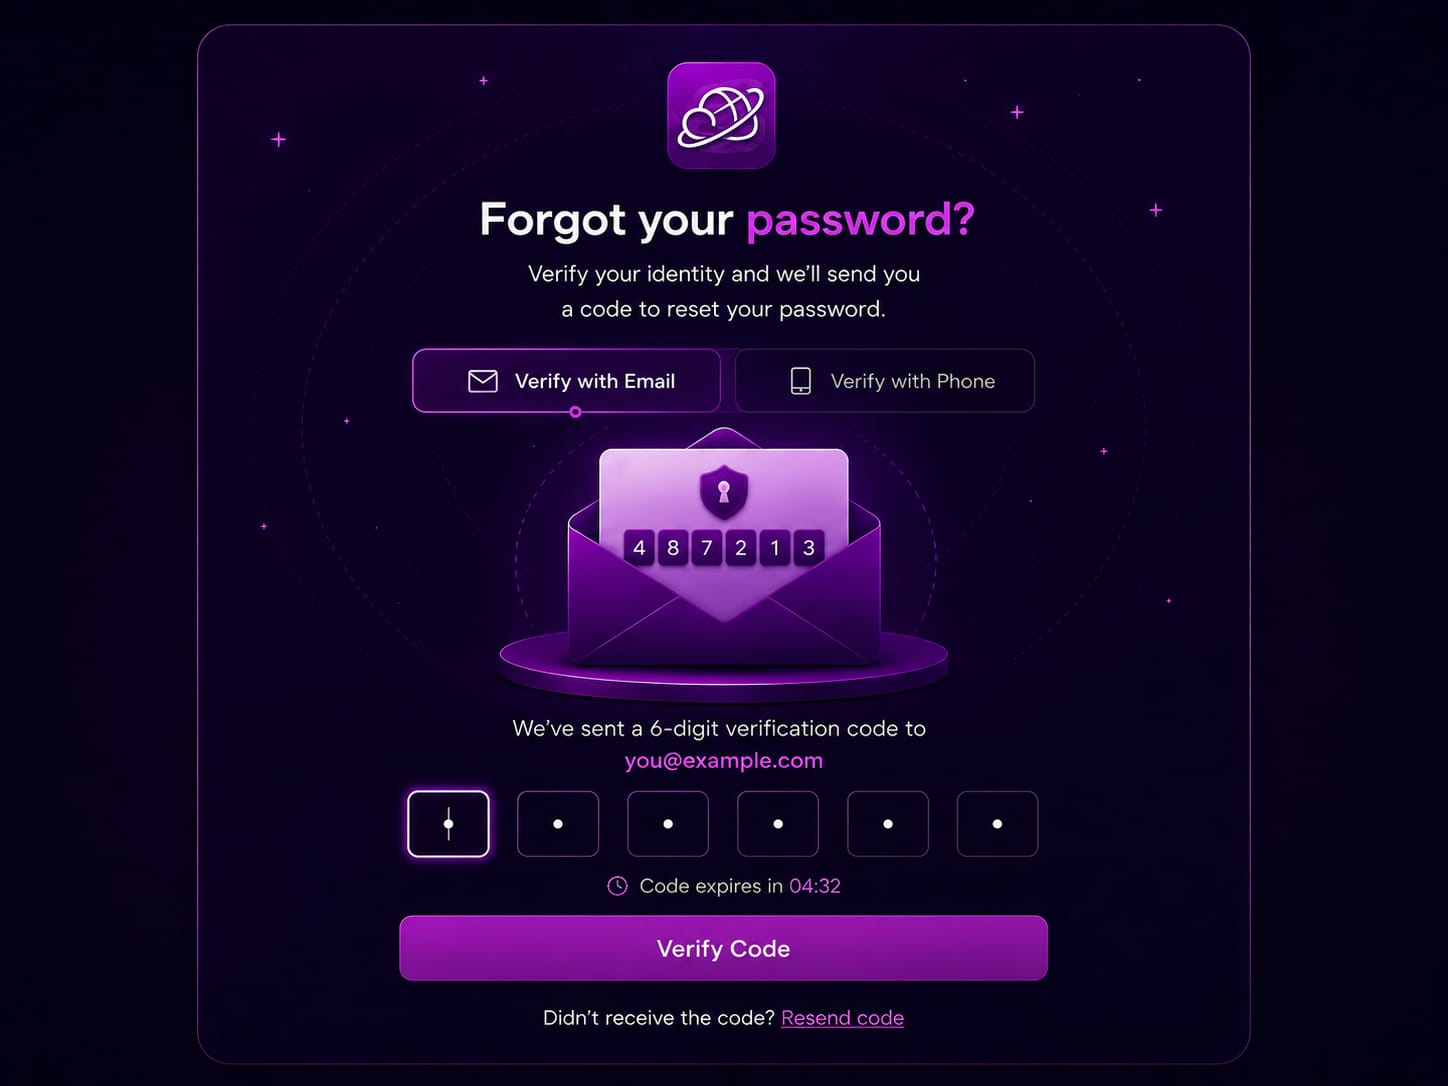 Forgot your password?
Verify your identity and we’ll send you
a code to reset your password.
Verify with Email
Verify with Phone
4 8 7 2 1 3
We’ve sent a 6-digit verification code to
you@example.com
Code expires in 04:32
Verify Code
Didn’t receive the code? Resend code